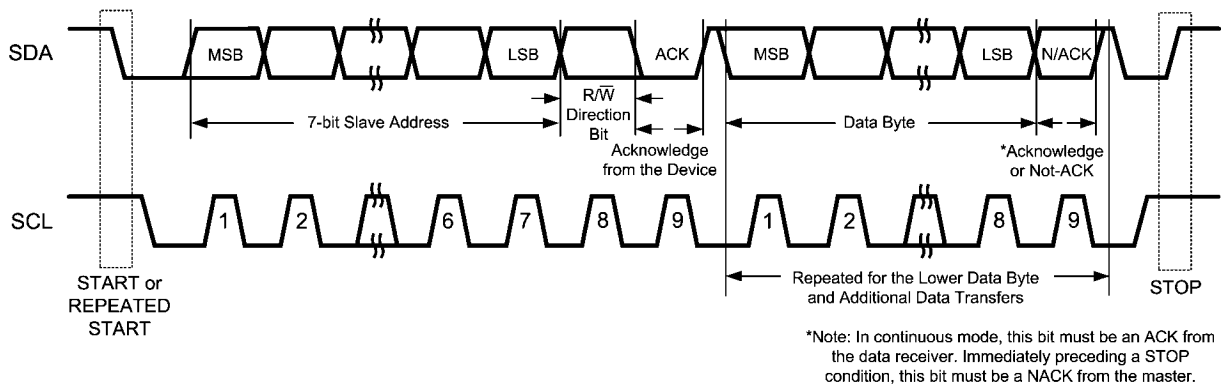 SDA
MSB
LSB
ACK
MSB
LSB
N/ACK
R/W̅
Direction
Bit
7-bit Slave Address
Acknowledge
from the Device
Data Byte
*Acknowledge
or Not-ACK
SCL
1
2
6
7
8
9
1
2
8
9
START or
REPEATED
START
Repeated for the Lower Data Byte
and Additional Data Transfers
STOP
*Note: In continuous mode, this bit must be an ACK from
the data receiver. Immediately preceding a STOP
condition, this bit must be a NACK from the master.